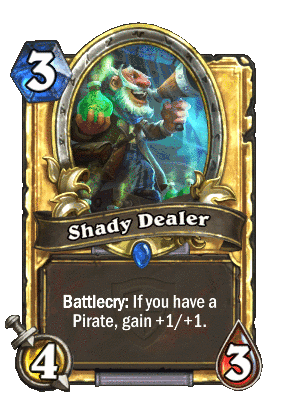 3
Shady Dealer
Battlecry: If you have a
Pirate, gain +1/+1.
4
3